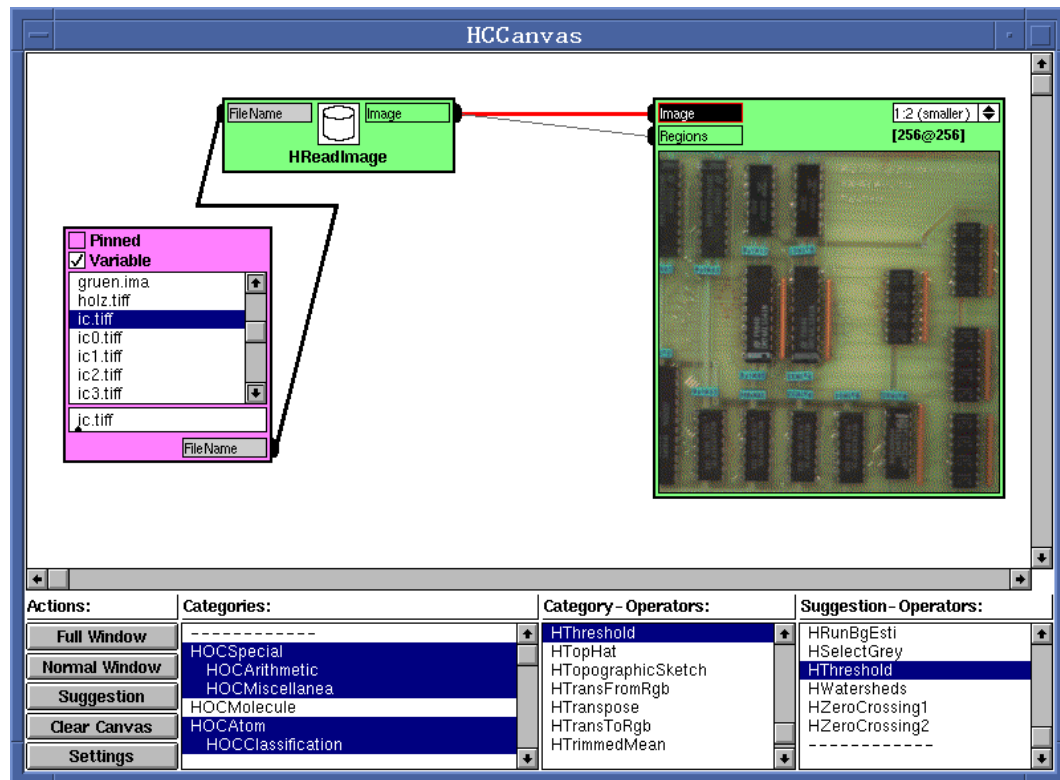 HCCanvas
FileName
Image
HReadImage
Image
1:2 (smaller)
Regions
[256@256]
Pinned
Variable
gruen.ima
holz.tiff
ic.tiff
ic0.tiff
ic1.tiff
ic2.tiff
ic3.tiff
ic.tiff
FileName
Actions:
Full Window
Normal Window
Suggestion
Clear Canvas
Settings
Categories:
------------
HOCSpecial
HOCArithmetic
HOCMiscellanea
HOCMolecule
HOCAtom
HOCClassification
Category-Operators:
HThreshold
HTopHat
HTopographicSketch
HTransFromRgb
HTranspose
HTransToRgb
HTrimmedMean
Suggestion-Operators:
HRunBgEsti
HSelectGrey
HThreshold
HWatersheds
HZeroCrossing1
HZeroCrossing2
------------